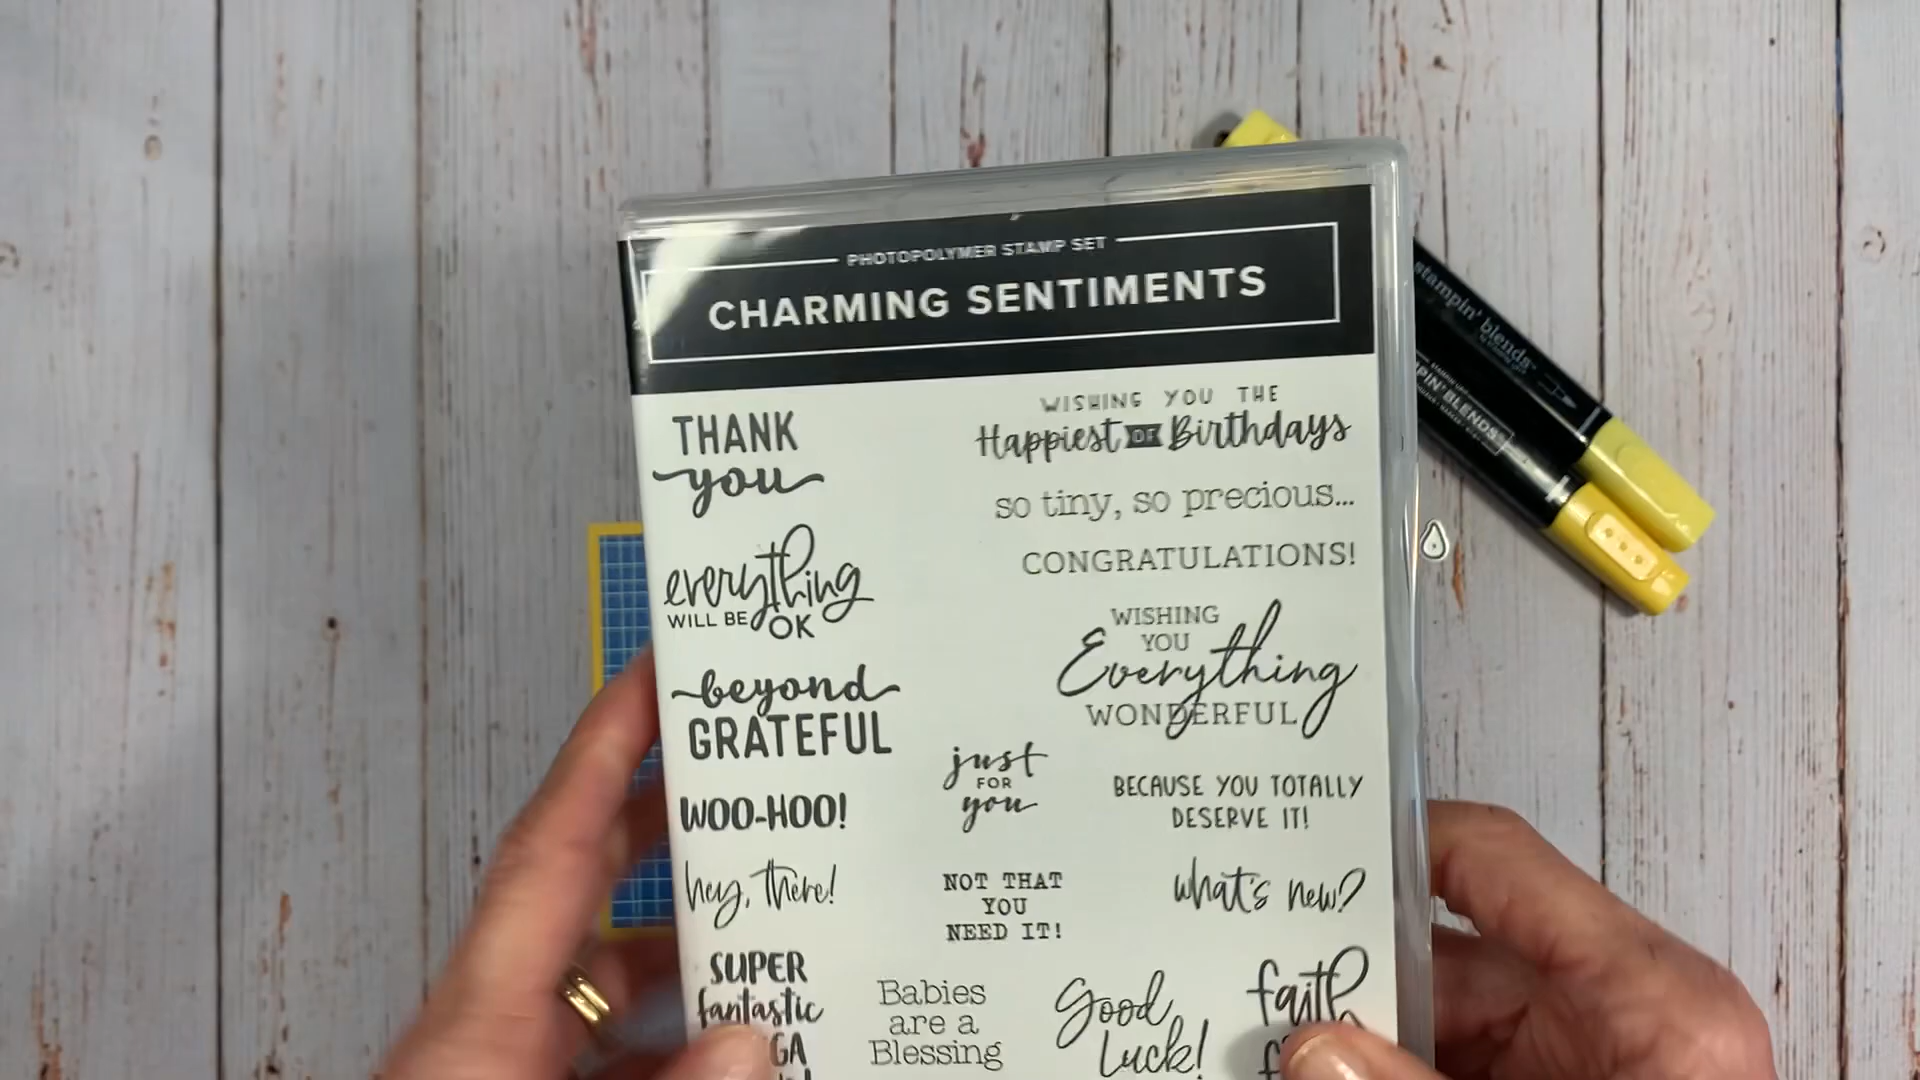 PHOTOPOLYMER STAMP SET
CHARMING SENTIMENTS
THANK
you
everything
WILL BE OK
beyond
GRATEFUL
WOO-HOO!
hey, there!
SUPER
fantastic
WISHING YOU THE
Happiest OF Birthdays
so tiny, so precious...
CONGRATULATIONS!
WISHING
YOU
Everything
WONDERFUL
just
FOR
you
BECAUSE YOU TOTALLY
DESERVE IT!
NOT THAT
YOU
NEED IT!
what's new?
Babies
are a
Blessing
Good
Luck!
faith
stampin' blends
BLENDS